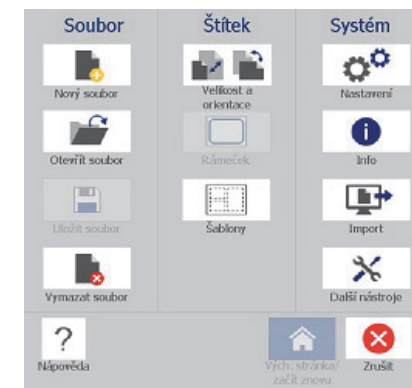 Soubor
Štítek
Systém
Nový soubor
Velikost a
orientace
Nastavení
Otevřít soubor
Rámeček
Info
Uložit soubor
Šablony
Import
Vymazat soubor
Další nástroje
?
Nápověda
Vých. stránka/
začít znovu
Zrušit